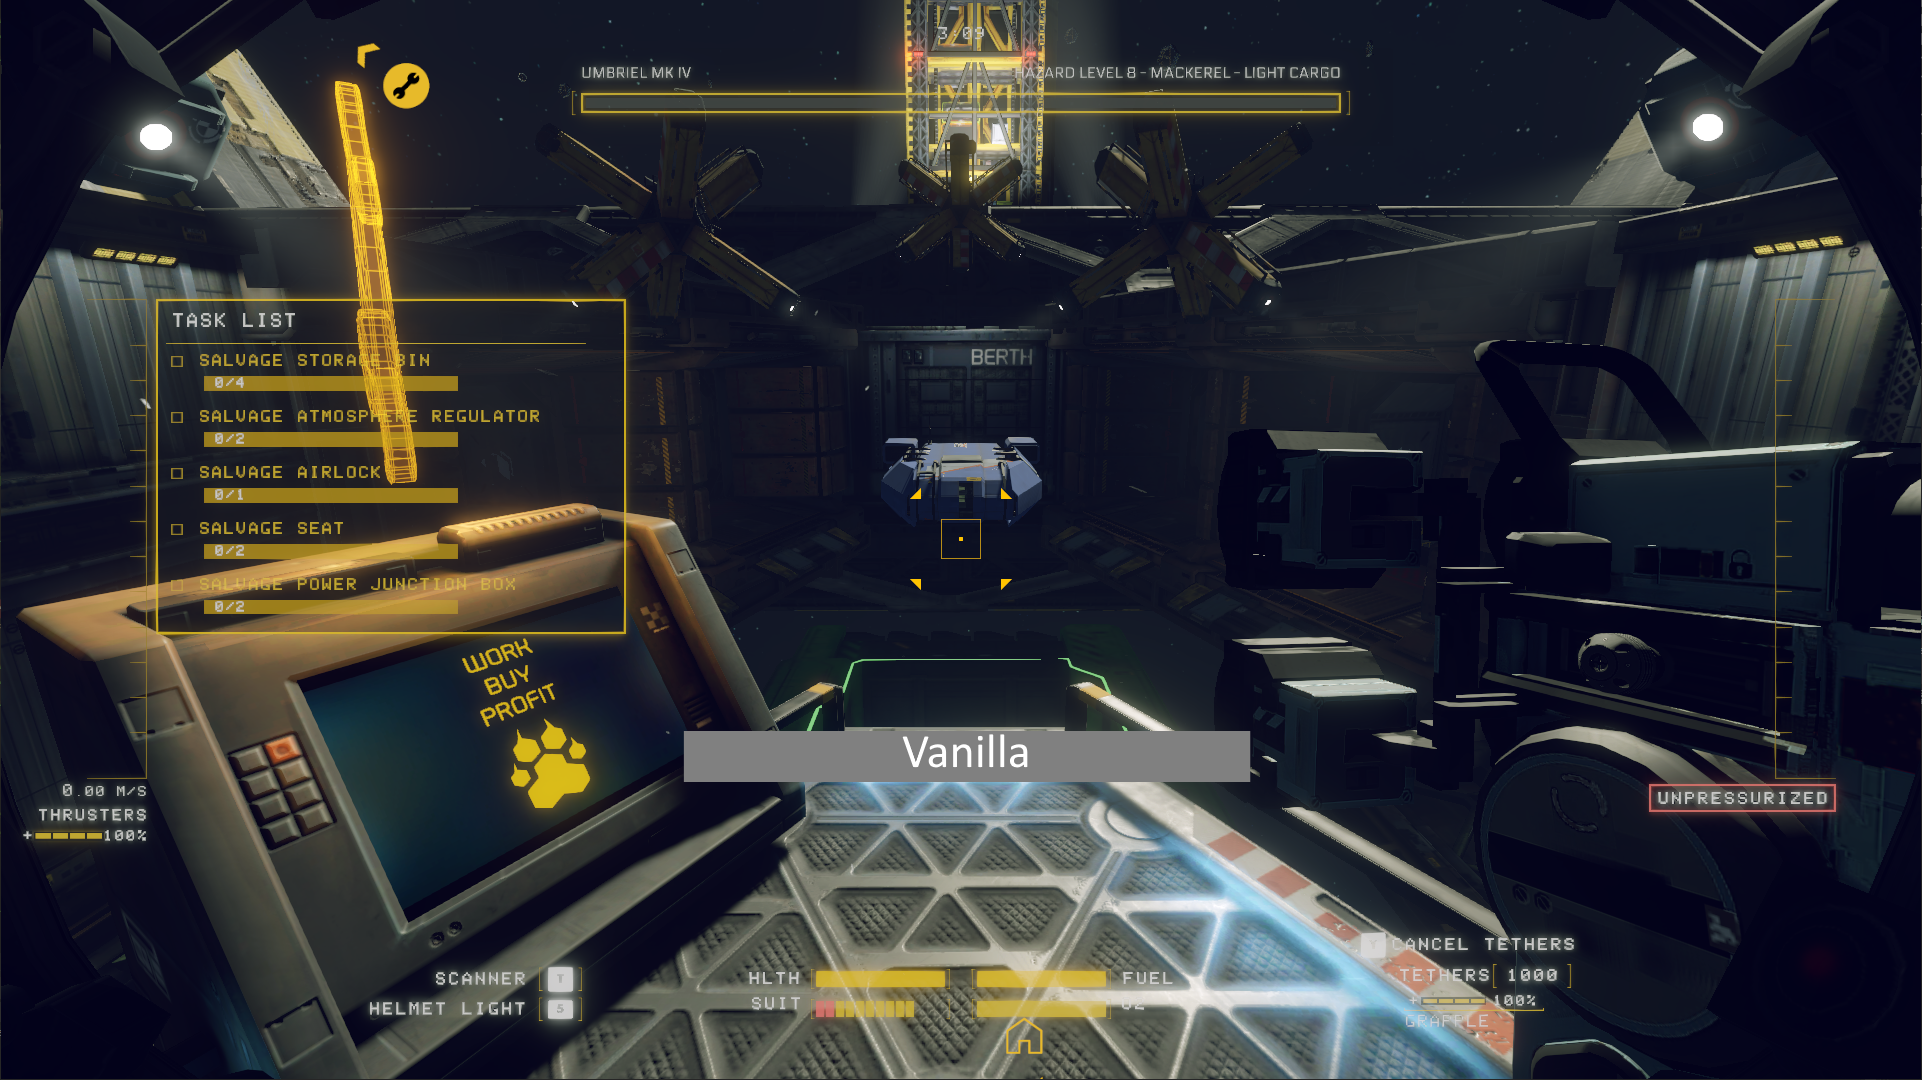 3.09
UMBRIEL MK IV
HAZARD LEVEL 8 - MACKEREL - LIGHT CARGO
TASK LIST
SALVAGE STORAGE BIN
0/4
SALVAGE ATMOSPHERE REGULATOR
0/2
SALVAGE AIRLOCK
0/1
SALVAGE SEAT
0/2
SALVAGE POWER JUNCTION BOX
0/2
BERTH
WORK
BUY
PROFIT
Vanilla
0.00 M/S
THRUSTERS
+ 100%
UNPRESSURIZED
SCANNER T
HELMET LIGHT 5
HLTH
SUIT
FUEL
O2
Y CANCEL TETHERS
TETHERS[ 1000 ]
+ 100%
GRAPPLE